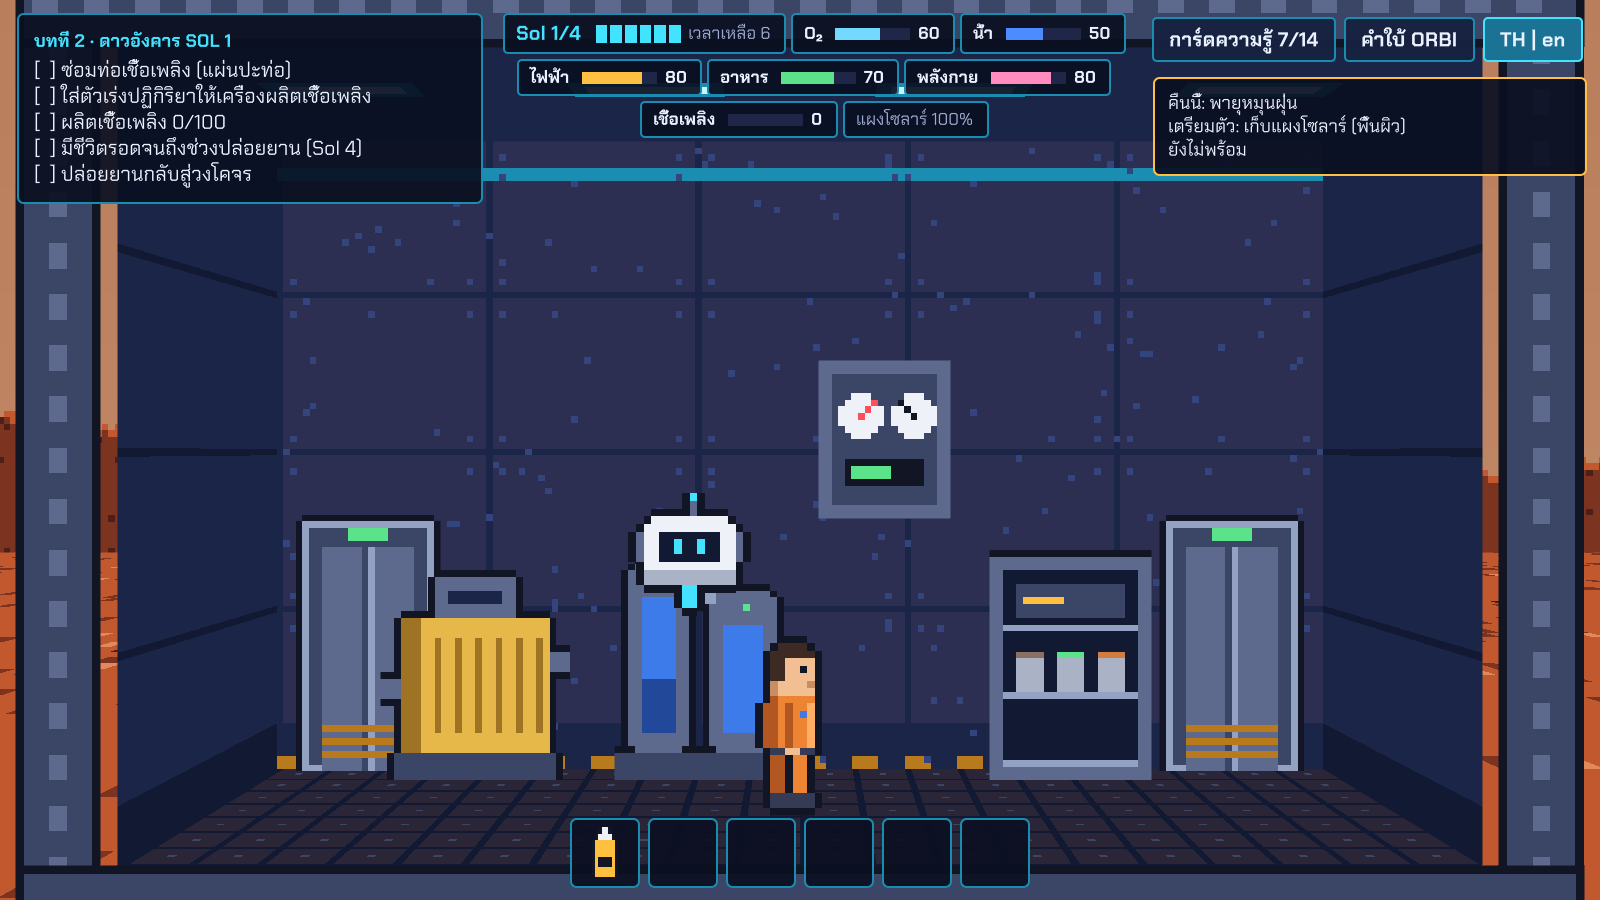 บทที่ 2 · ดาวอังคาร SOL 1
[ ] ซ่อมท่อเชื้อเพลิง (แผ่นปะท่อ)
[ ] ใส่ตัวเร่งปฏิกิริยาให้เครื่องผลิตเชื้อเพลิง
[ ] ผลิตเชื้อเพลิง 0/100
[ ] มีชีวิตรอดจนถึงช่วงปล่อยยาน (Sol 4)
[ ] ปล่อยยานกลับสู่วงโคจร
Sol 1/4 เวลาเหลือ 6
O₂ 60
น้ำ 50
ไฟฟ้า 80
อาหาร 70
พลังกาย 80
เชื้อเพลิง 0
แผงโซลาร์ 100%
การ์ดความรู้ 7/14
คำใบ้ ORBI
TH | en
คืนนี้: พายุหมุนฝุ่น
เตรียมตัว: เก็บแผงโซลาร์ (พื้นผิว)
ยังไม่พร้อม